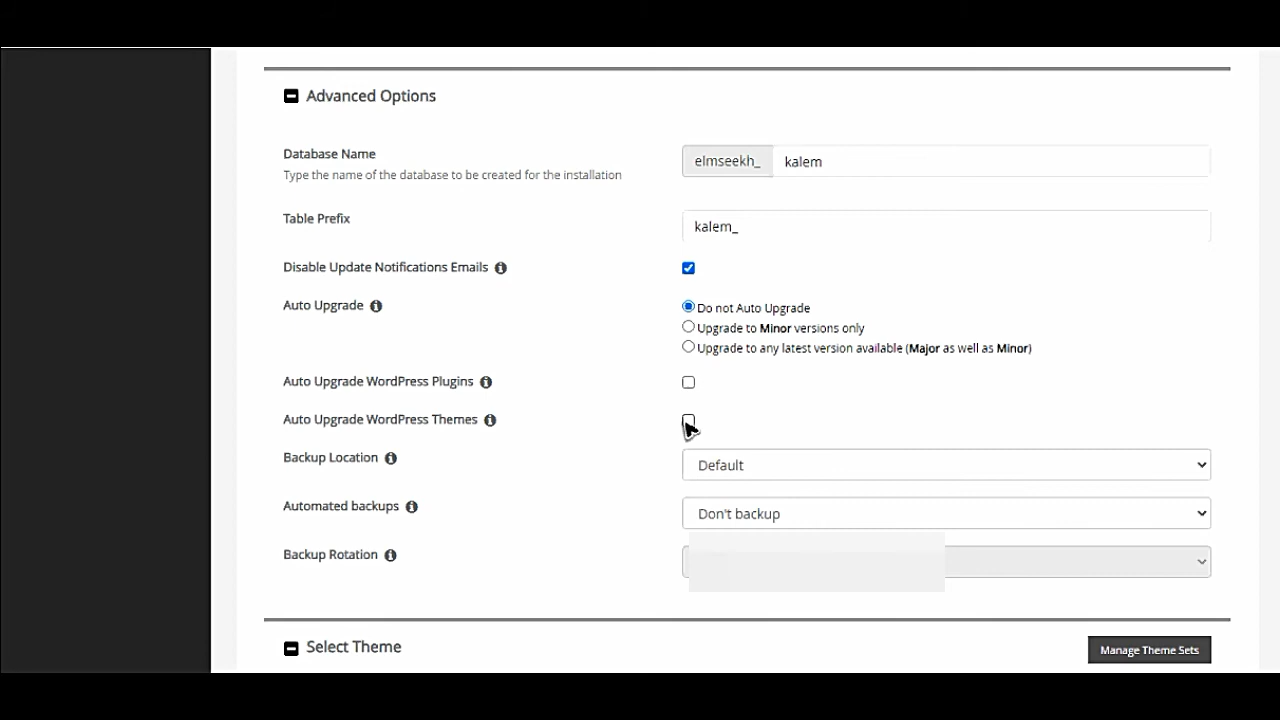 Advanced Options
Database Name
Type the name of the database to be created for the installation
elmseekh_ kalem
Table Prefix
kalem_
Disable Update Notifications Emails
Auto Upgrade
Do not Auto Upgrade
Upgrade to Minor versions only
Upgrade to any latest version available (Major as well as Minor)
Auto Upgrade WordPress Plugins
Auto Upgrade WordPress Themes
Backup Location
Default
Automated backups
Don't backup
Backup Rotation
Select Theme
Manage Theme Sets